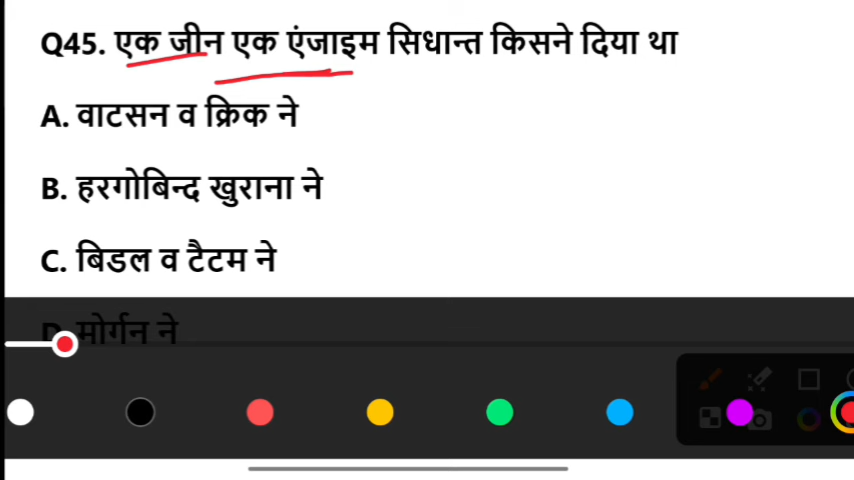 Q45. एक जीन एक एंजाइम सिधान्त किसने दिया था
A. वाटसन व क्रिक ने
B. हरगोबिन्द खुराना ने
C. बिडल व टैटम ने
D. मोर्गन ने